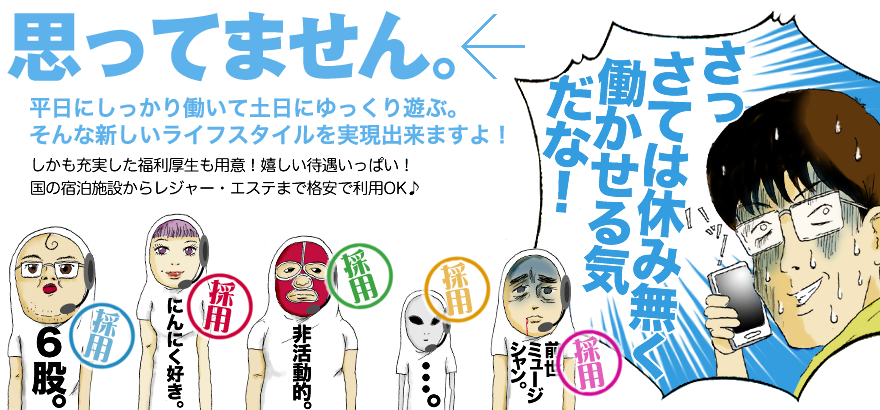 さっ
さては休み無く
働かせる気
だな！
思ってません。←
平日にしっかり働いて土日にゆっくり遊ぶ。
そんな新しいライフスタイルを実現出来ますよ！
しかも充実した福利厚生も用意！嬉しい待遇いっぱい！
国の宿泊施設からレジャー・エステまで格安で利用OK♪
6股。
採用
にんにく好き。
採用
非活動的。
採用
…。
採用
前世
ミュージ
シャン。
採用